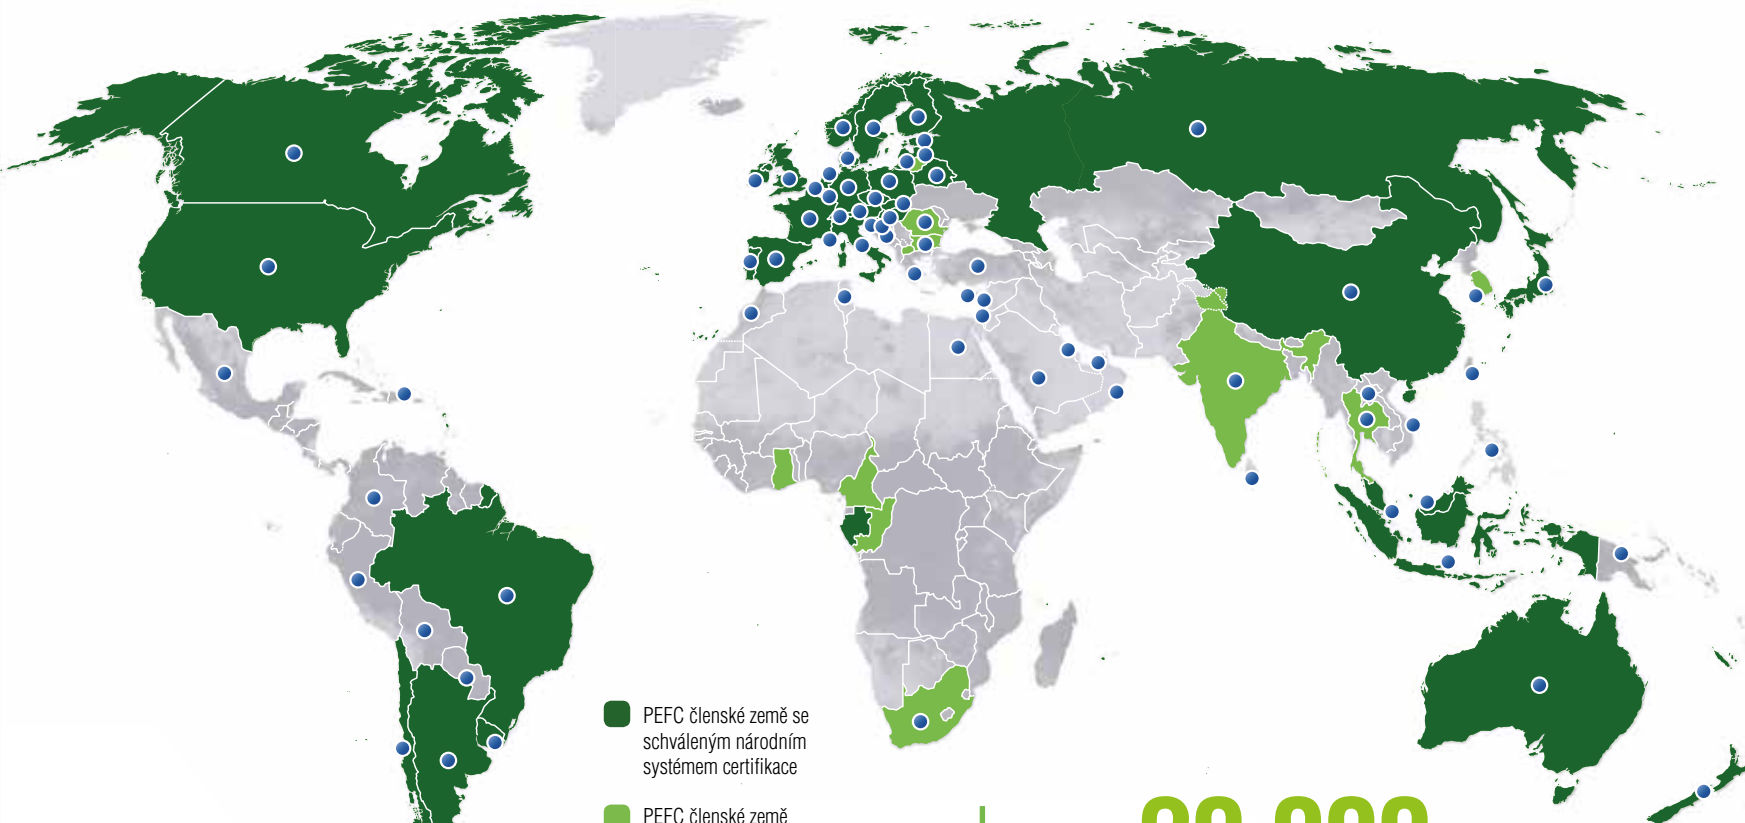 PEFC členské země se
schváleným národním
systémem certifikace
PEFC členské země